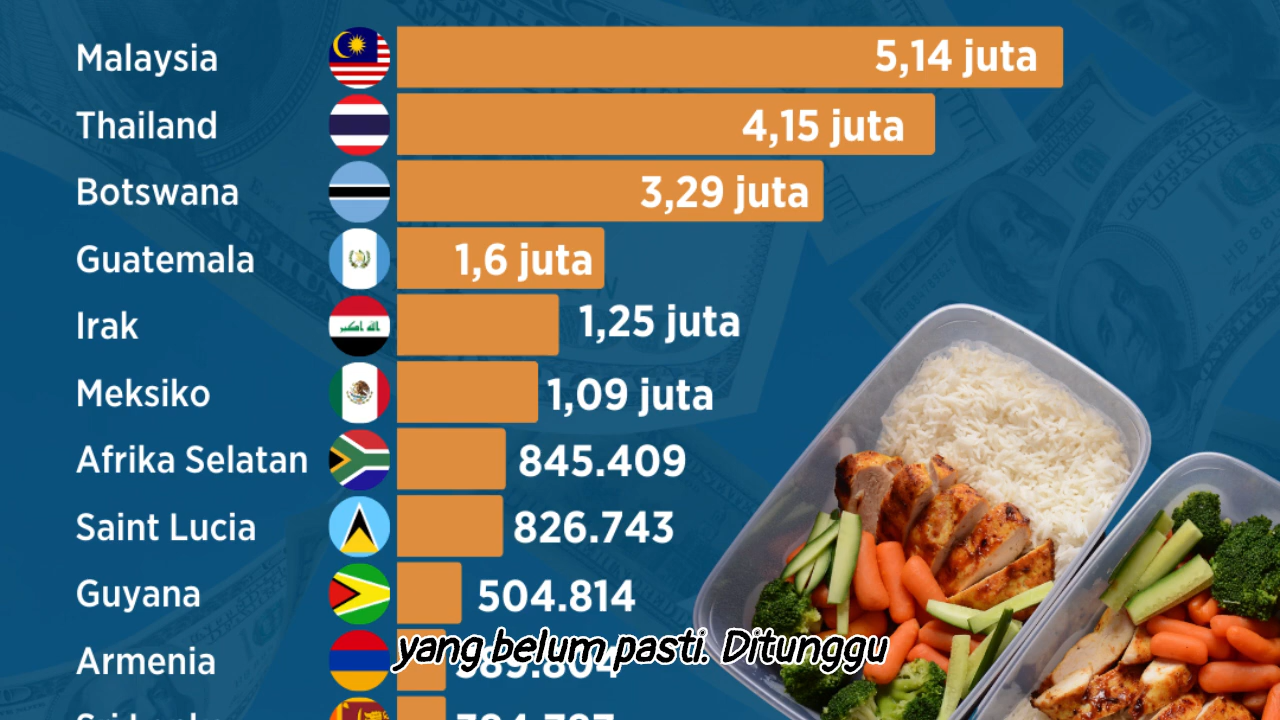 Malaysia 5,14 juta
Thailand 4,15 juta
Botswana 3,29 juta
Guatemala 1,6 juta
Irak 1,25 juta
Meksiko 1,09 juta
Afrika Selatan 845.409
Saint Lucia 826.743
Guyana 504.814
yang belum pasti. Ditunggu
Armenia